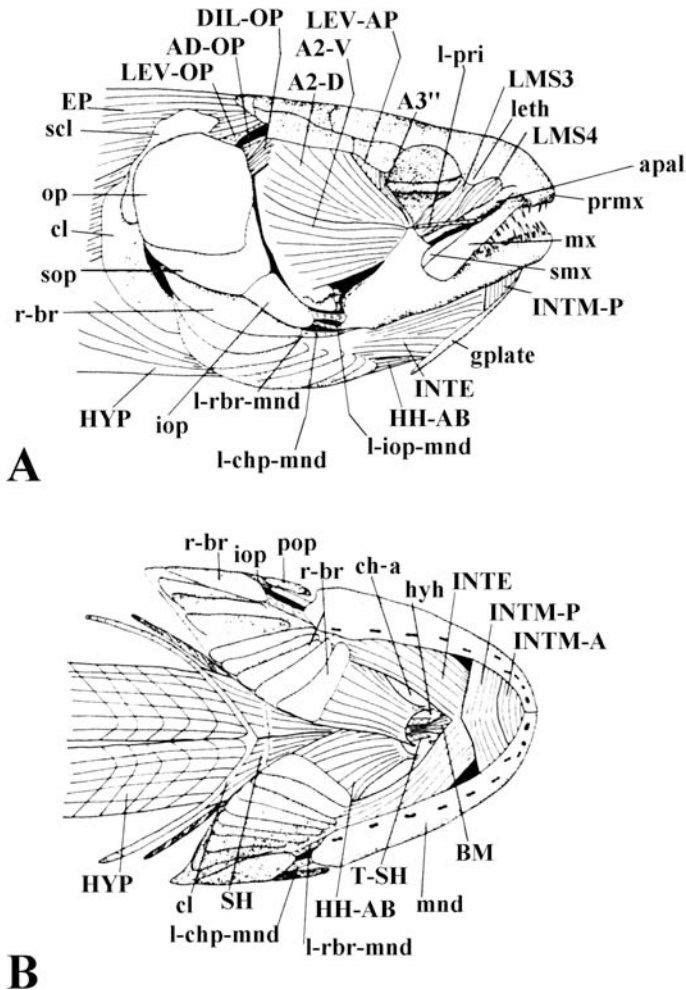 DIL-OP LEV-AP
AD-OP A2-V l-pri
LEV-OP A2-D LMS3
EP A3" leth
scl LMS4
op apal
cl prmx
sop mx
r-br smx
INTM-P
gplate
l-rbr-mnd INTE
HYP iop HH-AB
l-chp-mnd l-iop-mnd
A
r-br iop pop
r-br ch-a hyh INTE
INTM-P
INTM-A
HYP cl SH T-SH BM
HH-AB mnd
l-chp-mnd
l-rbr-mnd
B